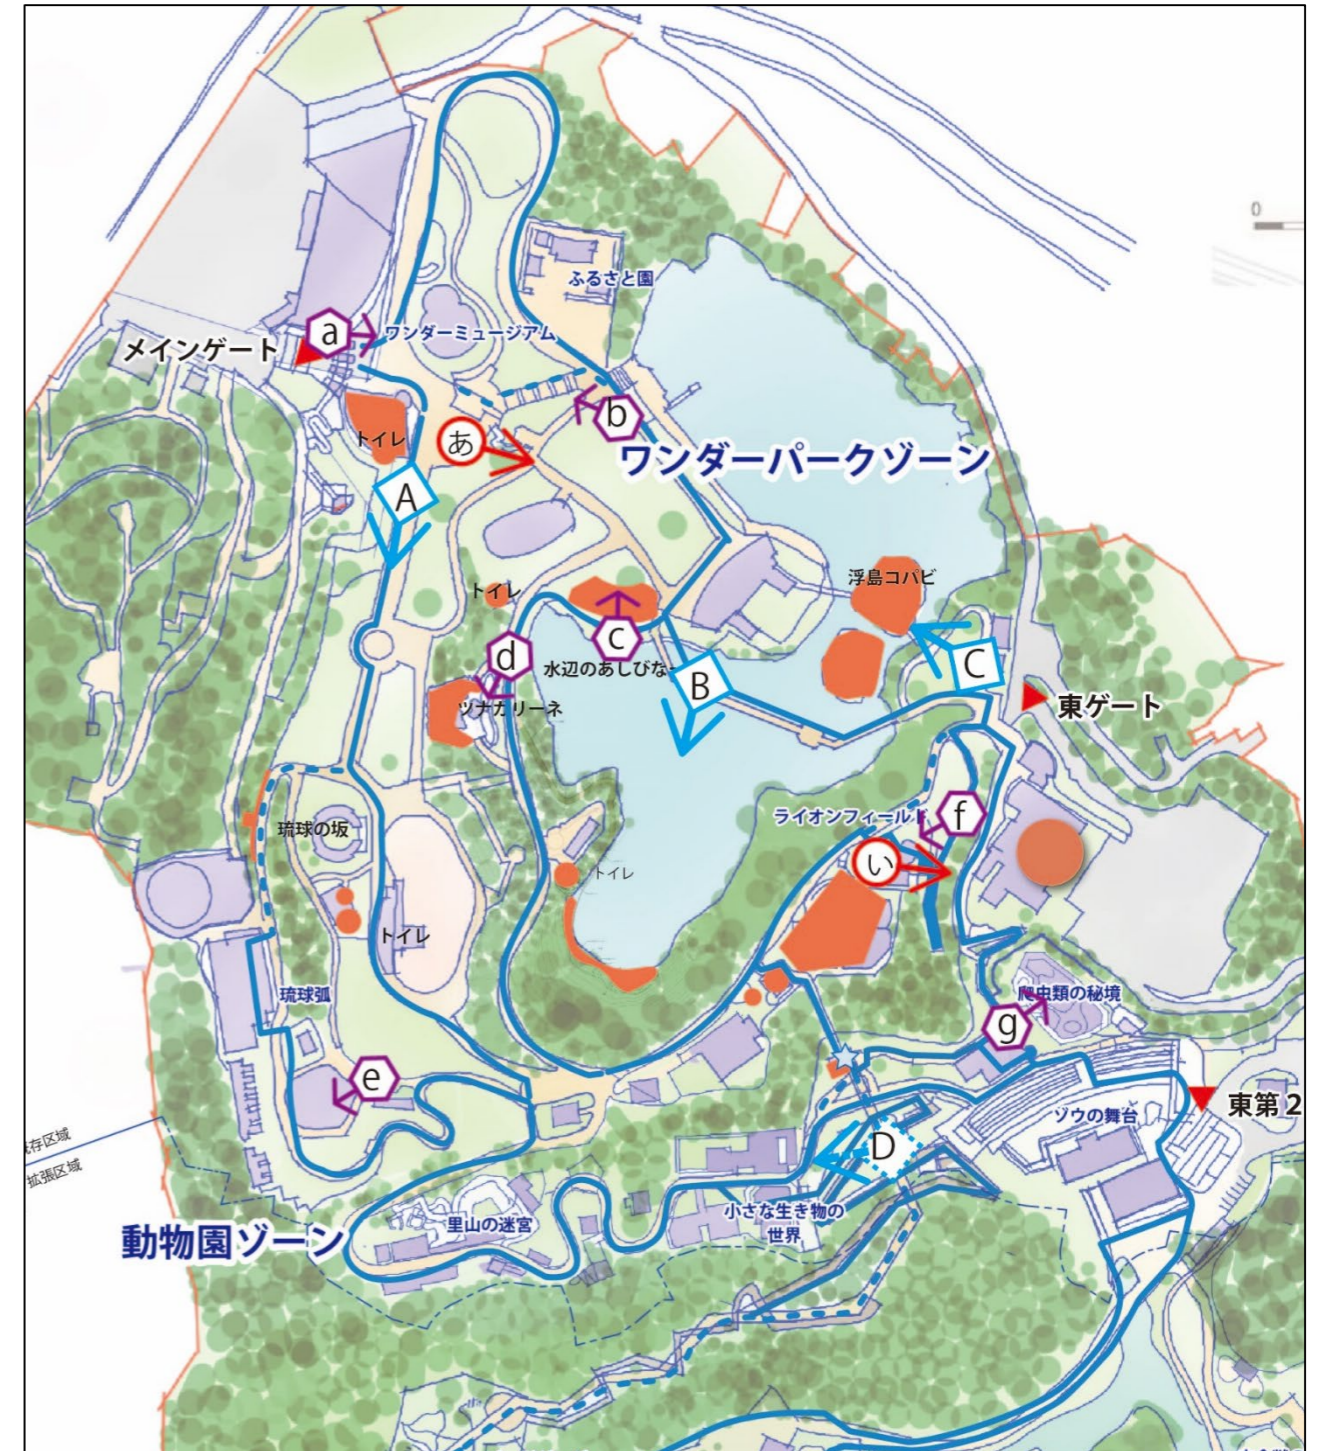 0
ふるさと園
a
ワンダーミュージアム
メインゲート
b
トイレ
あ
ワンダーパークゾーン
A
浮島コパビ
トイレ
c
d
水辺のあしびなー
C
B
ツナガリーネ
東ゲート
ライオンフィールド
f
琉球の坂
い
トイレ
トイレ
琉球弧
爬虫類の秘境
g
e
東第2
ゾウの舞台
存区域
拡張区域
D
小さな生き物の
世界
里山の迷宮
動物園ゾーン